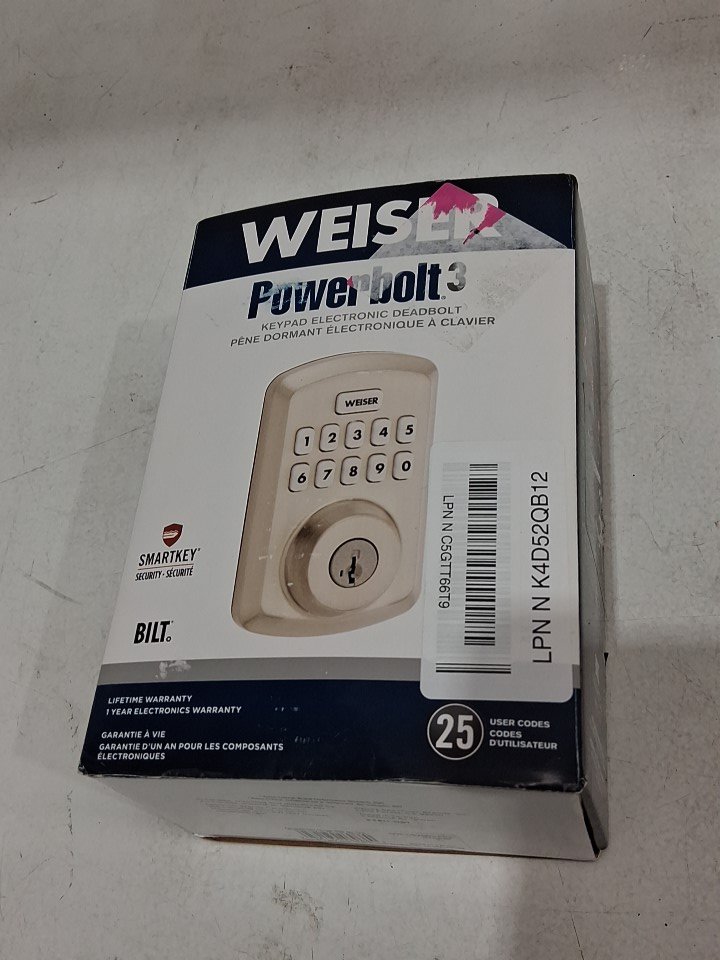 WEISER
Powerbolt.3
KEYPAD ELECTRONIC DEADBOLT
PÊNE DORMANT ÉLECTRONIQUE À CLAVIER
WEISER
1 2 3 4 5
6 7 8 9 0
SMARTKEY
SECURITY · SÉCURITÉ
BILT
LPN N C5GTT66T9
LPN N K4D52QB12
LIFETIME WARRANTY
1 YEAR ELECTRONICS WARRANTY
GARANTIE À VIE
GARANTIE D'UN AN POUR LES COMPOSANTS
ÉLECTRONIQUES
25
USER CODES
CODES
D'UTILISATEUR